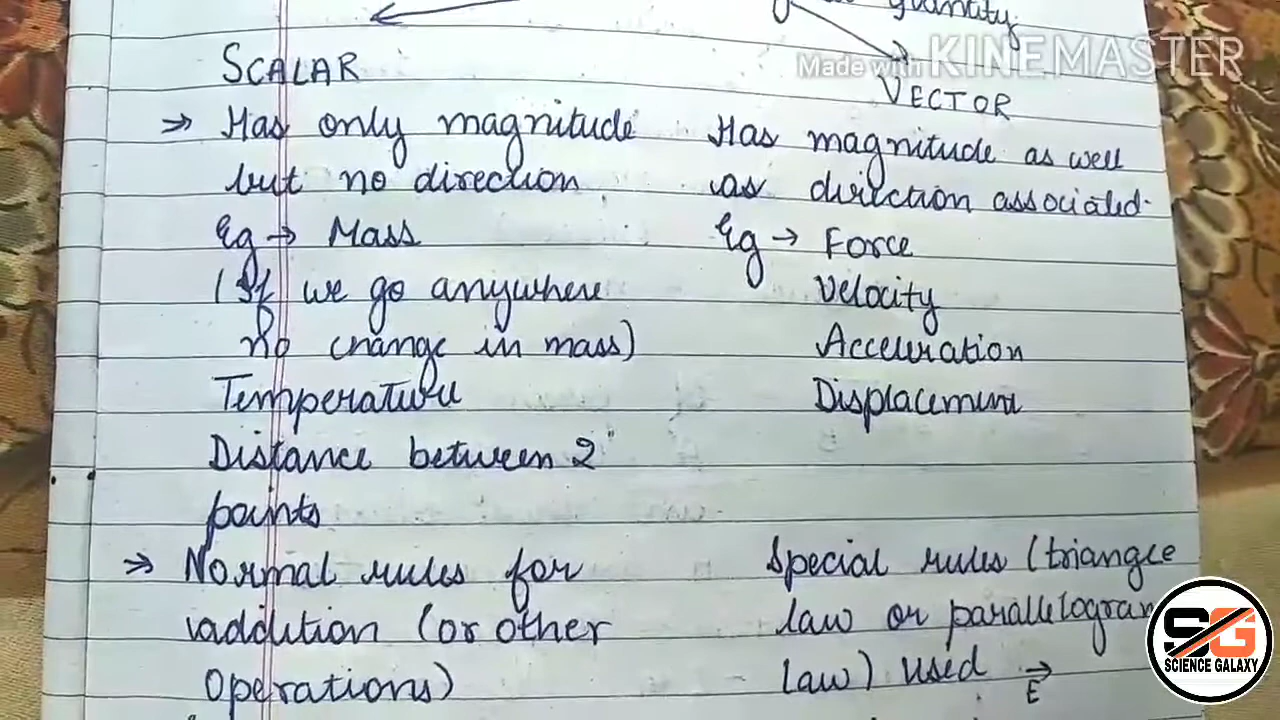 quantity
Made with KINEMASTER
SCALAR
VECTOR
⇒ Has only magnitude
but no direction
Eg → Mass
(If we go anywhere
no change in mass)
Temperature
Distance between 2
points
⇒ Normal rules for
addition (or other
operations)
Has magnitude as well
as direction associated.
Eg → Force
Velocity
Acceleration
Displacement
Special rules (triangle
law or parallelogram
law) used
E
SG
SCIENCE GALAXY